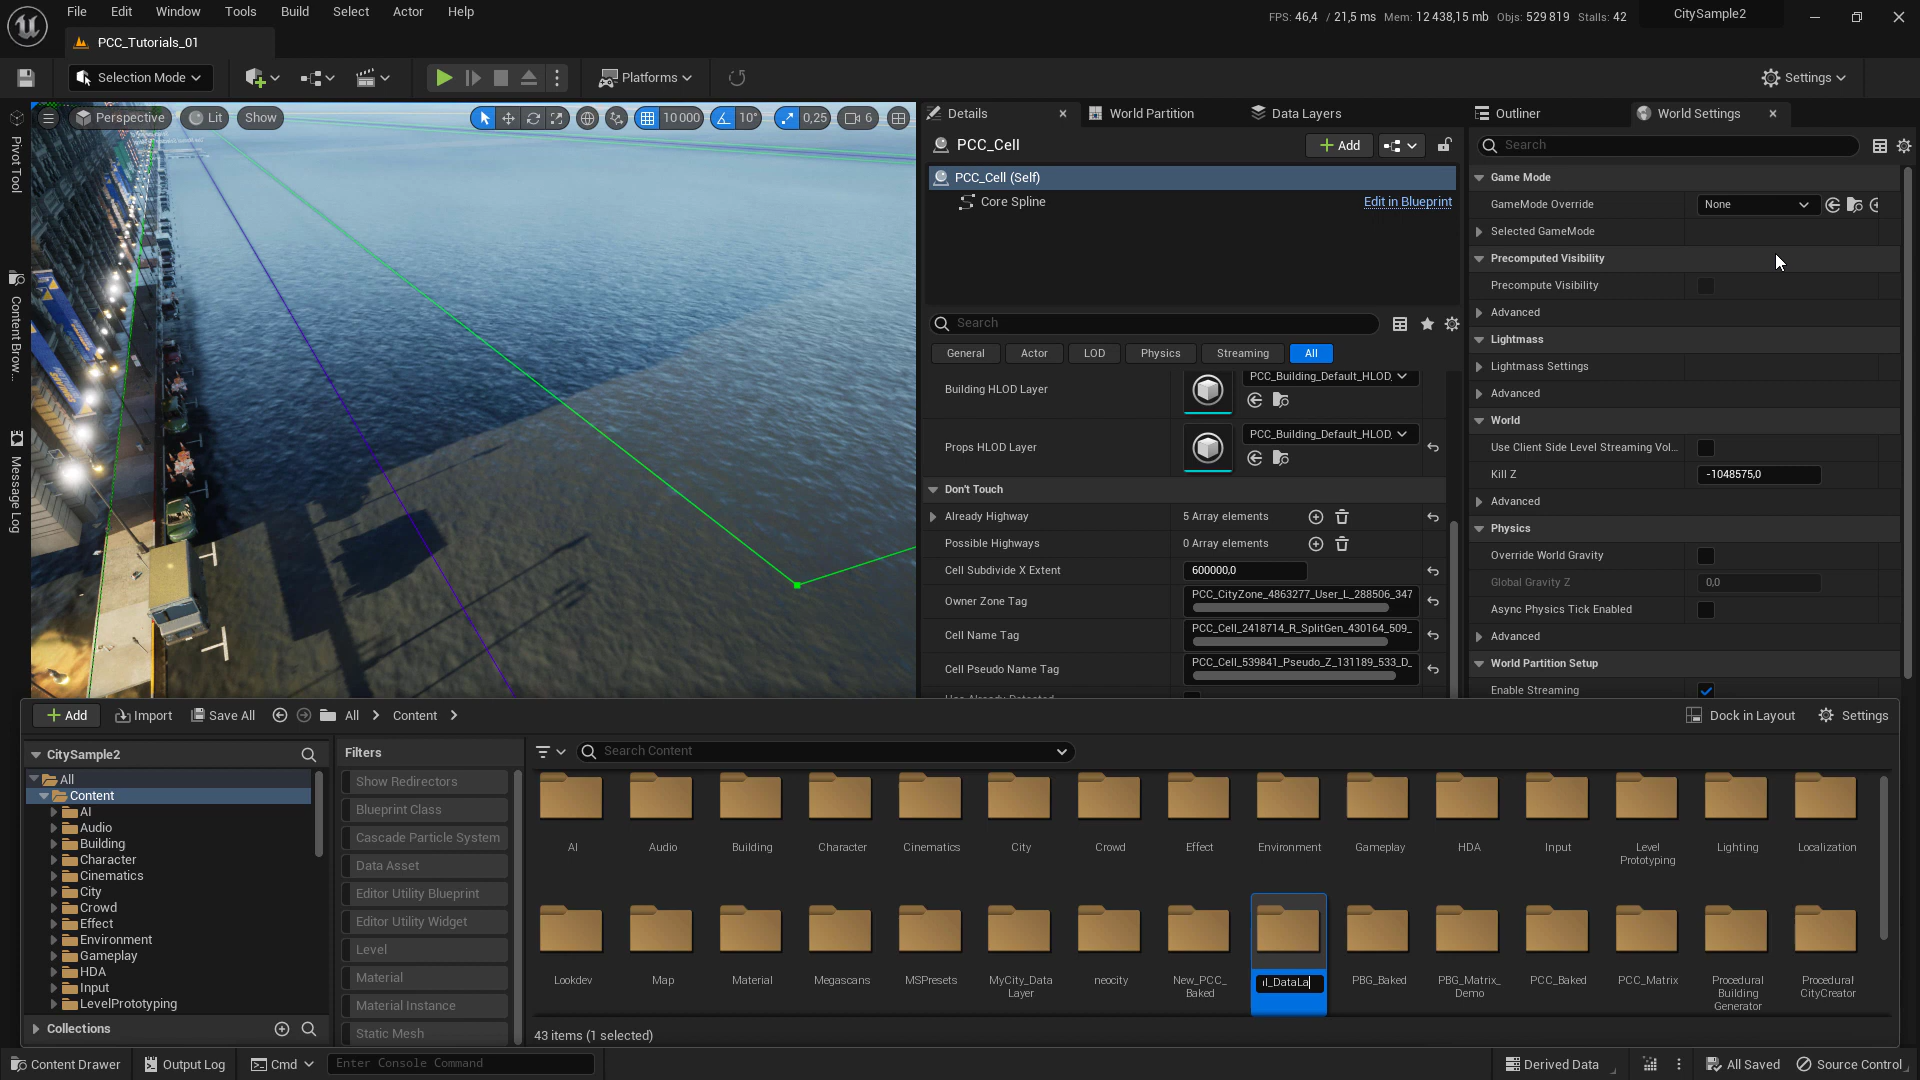 File Edit Window Tools Build Select Actor Help
FPS: 46,4 / 21,5 ms Mem: 12 438,15 mb Objs: 529 819 Stalls: 42
CitySample2
PCC_Tutorials_01
Selection Mode
Platforms
Settings
Perspective Lit Show
10 000 10° 0,25 6
Pivot Tool
Content Brow...
Message Log
Details World Partition Data Layers
PCC_Cell
Add
PCC_Cell (Self)
Core Spline Edit in Blueprint
Search
General Actor LOD Physics Streaming All
Building HLOD Layer PCC_Building_Default_HLOD
Props HLOD Layer PCC_Building_Default_HLOD
Don't Touch
Already Highway 5 Array elements
Possible Highways 0 Array elements
Cell Subdivide X Extent 600000,0
Owner Zone Tag PCC_CityZone_4863277_User_L_288506_347
Cell Name Tag PCC_Cell_2418714_R_SplitGen_430164_509_
Cell Pseudo Name Tag PCC_Cell_539841_Pseudo_Z_131189_533_D_
Outliner World Settings
Search
Game Mode
GameMode Override None
Selected GameMode
Precomputed Visibility
Precompute Visibility
Advanced
Lightmass
Lightmass Settings
Advanced
World
Use Client Side Level Streaming Vol...
Kill Z -1048575,0
Advanced
Physics
Override World Gravity
Global Gravity Z 0,0
Async Physics Tick Enabled
Advanced
World Partition Setup
Enable Streaming
Add Import Save All All Content
Dock in Layout Settings
CitySample2
All
Content
AI
Audio
Building
Character
Cinematics
City
Crowd
Effect
Environment
Gameplay
HDA
Input
LevelPrototyping
Collections
Filters
Show Redirectors
Blueprint Class
Cascade Particle System
Data Asset
Editor Utility Blueprint
Editor Utility Widget
Level
Material
Material Instance
Static Mesh
Search Content
AI Audio Building Character Cinematics City Crowd Effect Environment Gameplay HDA Input Level Prototyping Lighting Localization
Lookdev Map Material Megascans MSPresets MyCity_Data Layer neocity New_PCC_ Baked l_DataLa PBG_Baked PBG_Matrix_ Demo PCC_Baked PCC_Matrix Procedural Building Generator Procedural CityCreator
43 items (1 selected)
Content Drawer Output Log Cmd Enter Console Command
Derived Data All Saved Source Control